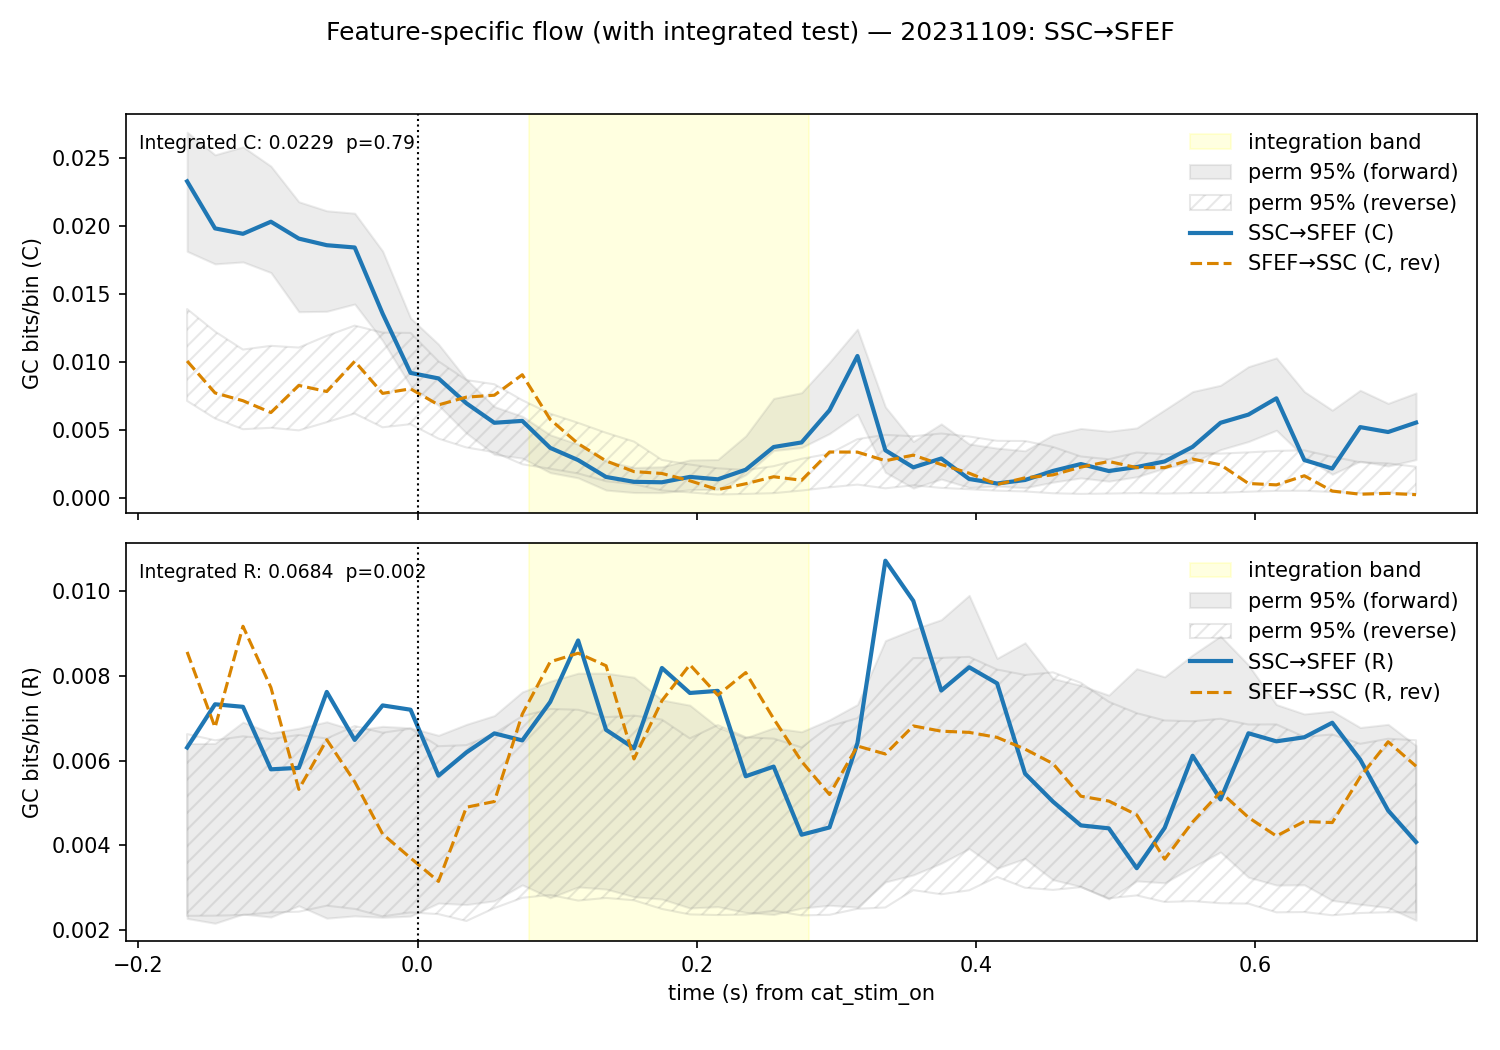 Feature-specific flow (with integrated test) — 20231109: SSC→SFEF
Integrated C: 0.0229  p=0.79
integration band
perm 95% (forward)
perm 95% (reverse)
SSC→SFEF (C)
SFEF→SSC (C, rev)
GC bits/bin (C)
0.025
0.020
0.015
0.010
0.005
0.000
Integrated R: 0.0684  p=0.002
integration band
perm 95% (forward)
perm 95% (reverse)
SSC→SFEF (R)
SFEF→SSC (R, rev)
GC bits/bin (R)
0.010
0.008
0.006
0.004
0.002
−0.2 0.0 0.2 0.4 0.6
time (s) from cat_stim_on